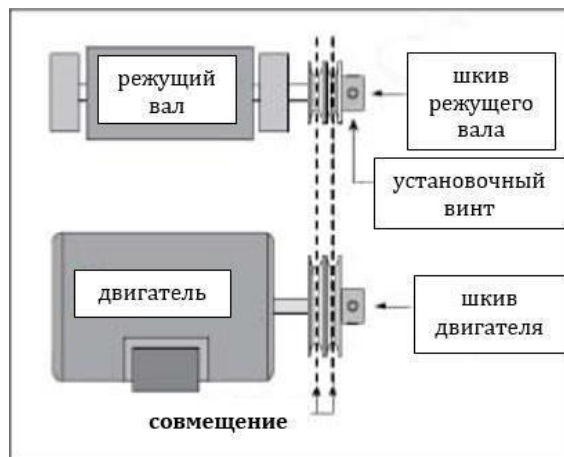 режущий
вал
шкив
режущего
вала
установочный
винт
двигатель
шкив
двигателя
совмещение